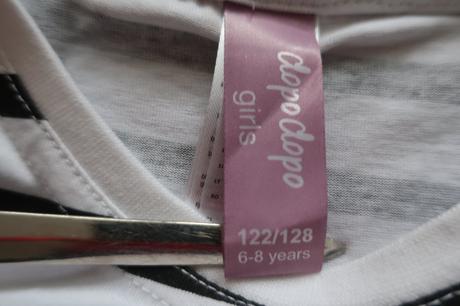 dopodopo
girls
122/128
6-8 years